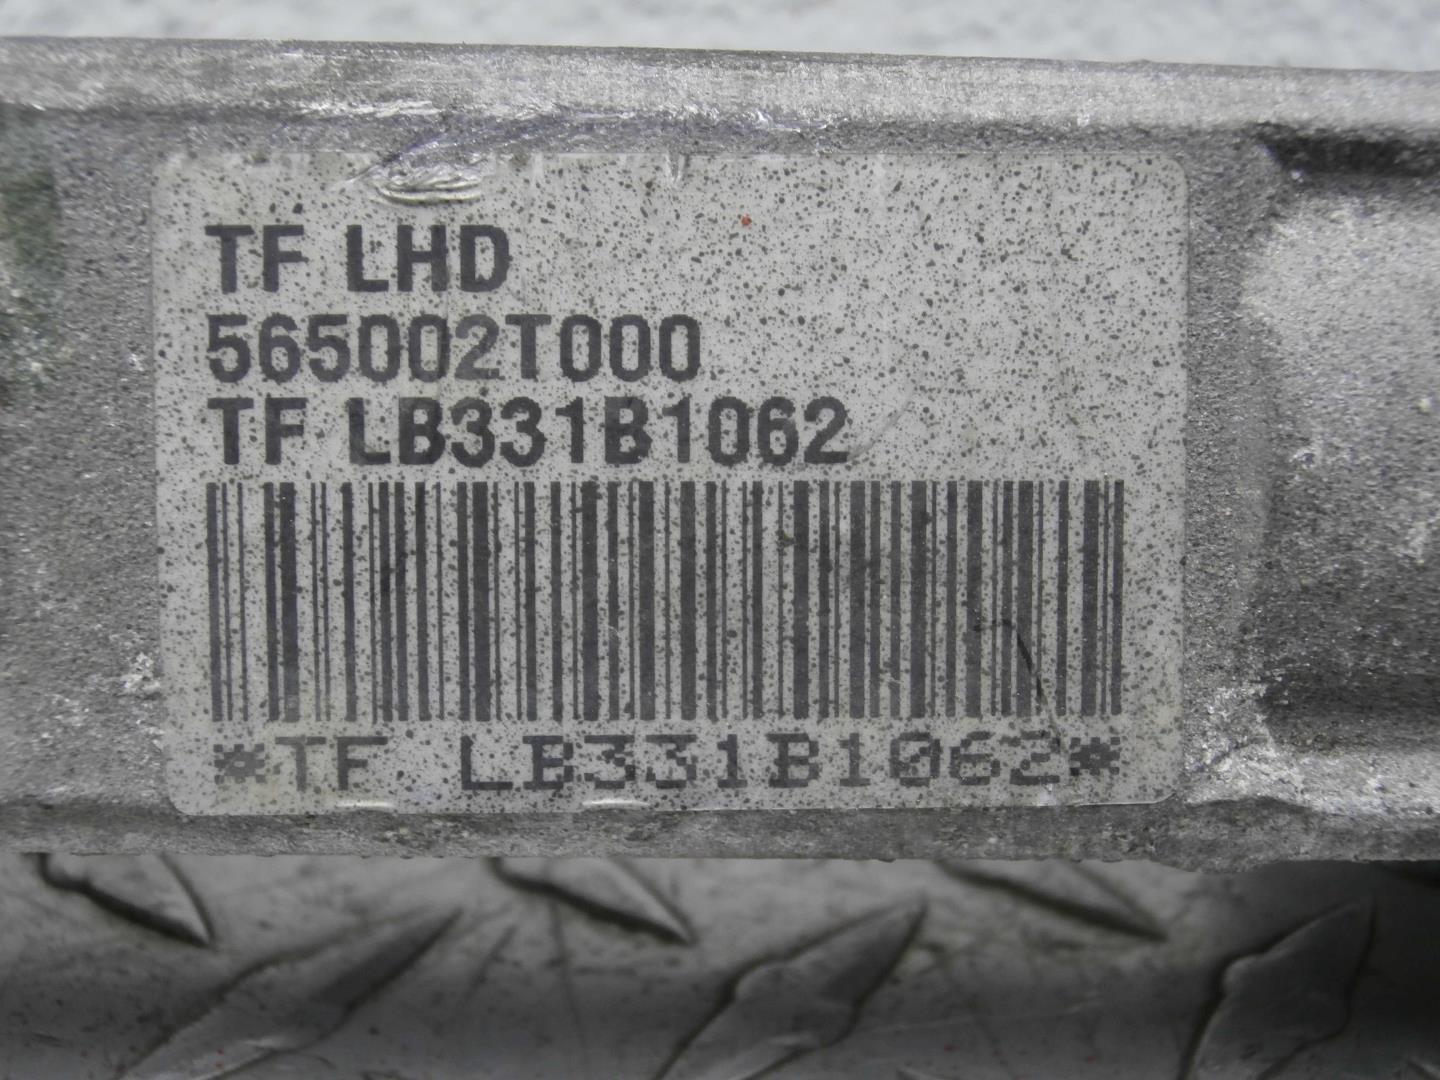 TF LHD
565002T000
TF LB331B1062
*TF LB331B1062*